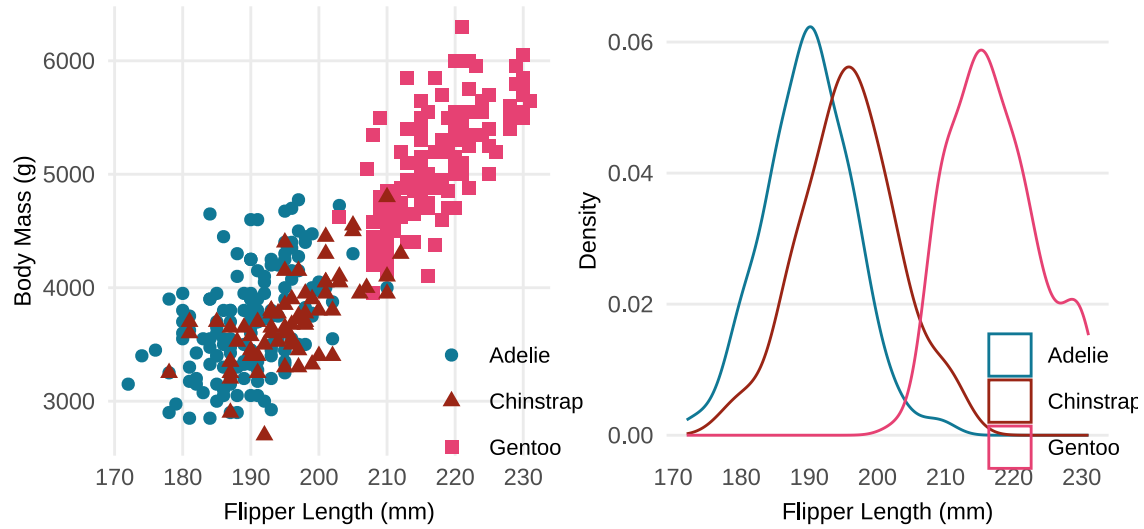 6000
5000
4000
3000
Body Mass (g)
170 180 190 200 210 220 230
Flipper Length (mm)
Adelie
Chinstrap
Gentoo
0.06
0.04
0.02
0.00
Density
170 180 190 200 210 220 230
Flipper Length (mm)
Adelie
Chinstrap
Gentoo